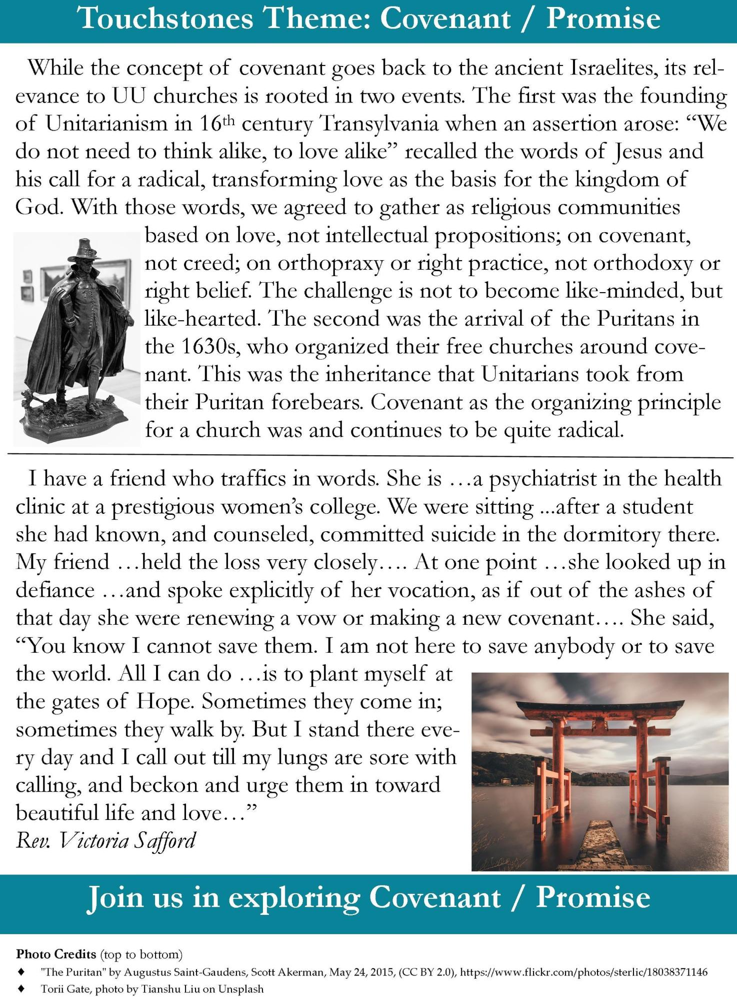 Touchstones Theme: Covenant / Promise
While the concept of covenant goes back to the ancient Israelites, its rel-
evance to UU churches is rooted in two events. The first was the founding
of Unitarianism in 16th century Transylvania when an assertion arose: “We
do not need to think alike, to love alike” recalled the words of Jesus and
his call for a radical, transforming love as the basis for the kingdom of
God. With those words, we agreed to gather as religious communities
based on love, not intellectual propositions; on covenant,
not creed; on orthopraxy or right practice, not orthodoxy or
right belief. The challenge is not to become like-minded, but
like-hearted. The second was the arrival of the Puritans in
the 1630s, who organized their free churches around cove-
nant. This was the inheritance that Unitarians took from
their Puritan forebears. Covenant as the organizing principle
for a church was and continues to be quite radical.
I have a friend who traffics in words. She is …a psychiatrist in the health
clinic at a prestigious women’s college. We were sitting ...after a student
she had known, and counseled, committed suicide in the dormitory there.
My friend …held the loss very closely…. At one point …she looked up in
defiance …and spoke explicitly of her vocation, as if out of the ashes of
that day she were renewing a vow or making a new covenant…. She said,
“You know I cannot save them. I am not here to save anybody or to save
the world. All I can do …is to plant myself at
the gates of Hope. Sometimes they come in;
sometimes they walk by. But I stand there eve-
ry day and I call out till my lungs are sore with
calling, and beckon and urge them in toward
beautiful life and love…”
Rev. Victoria Safford
Join us in exploring Covenant / Promise
Photo Credits (top to bottom)
♦ "The Puritan" by Augustus Saint-Gaudens, Scott Akerman, May 24, 2015, (CC BY 2.0), https://www.flickr.com/photos/sterlic/18038371146
♦ Torii Gate, photo by Tianshu Liu on Unsplash